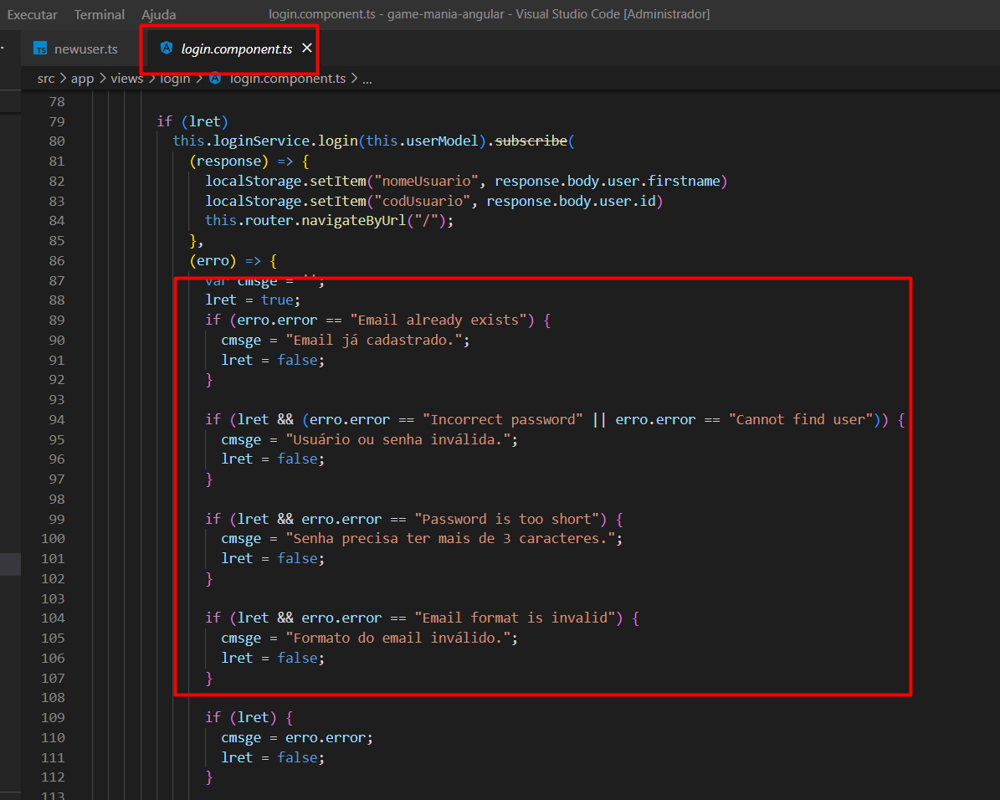 Executar Terminal Ajuda login.component.ts - game-mania-angular - Visual Studio Code [Administrador]
TS newuser.ts login.component.ts ✕
src > app > views > login > login.component.ts > ...
78
79 if (lret)
80 this.loginService.login(this.userModel).subscribe(
81 (response) => {
82 localStorage.setItem("nomeUsuario", response.body.user.firstname)
83 localStorage.setItem("codUsuario", response.body.user.id)
84 this.router.navigateByUrl("/");
85 },
86 (erro) => {
87 var cmsge = '';
88 lret = true;
89 if (erro.error == "Email already exists") {
90 cmsge = "Email já cadastrado.";
91 lret = false;
92 }
93
94 if (lret && (erro.error == "Incorrect password" || erro.error == "Cannot find user")) {
95 cmsge = "Usuário ou senha inválida.";
96 lret = false;
97 }
98
99 if (lret && erro.error == "Password is too short") {
100 cmsge = "Senha precisa ter mais de 3 caracteres.";
101 lret = false;
102 }
103
104 if (lret && erro.error == "Email format is invalid") {
105 cmsge = "Formato do email inválido.";
106 lret = false;
107 }
108
109 if (lret) {
110 cmsge = erro.error;
111 lret = false;
112 }
113